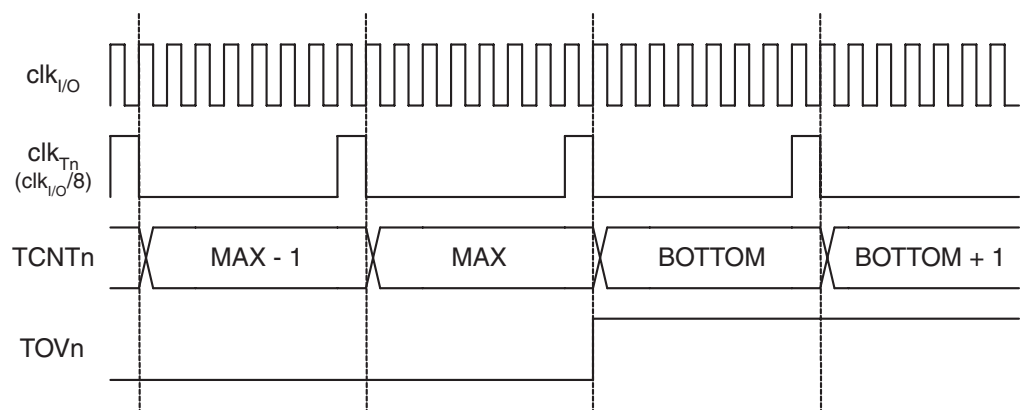 clkI/O
clkTn
(clkI/O/8)
TCNTn MAX - 1 MAX BOTTOM BOTTOM + 1
TOVn